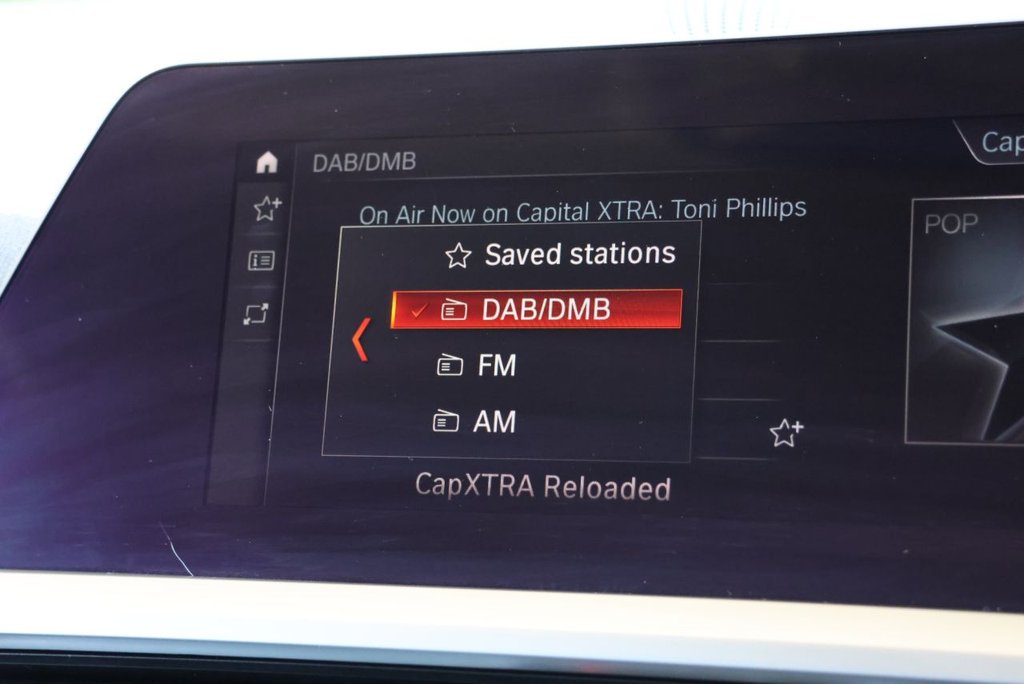 DAB/DMB
Cap
On Air Now on Capital XTRA: Toni Phillips
POP
Saved stations
DAB/DMB
FM
AM
CapXTRA Reloaded